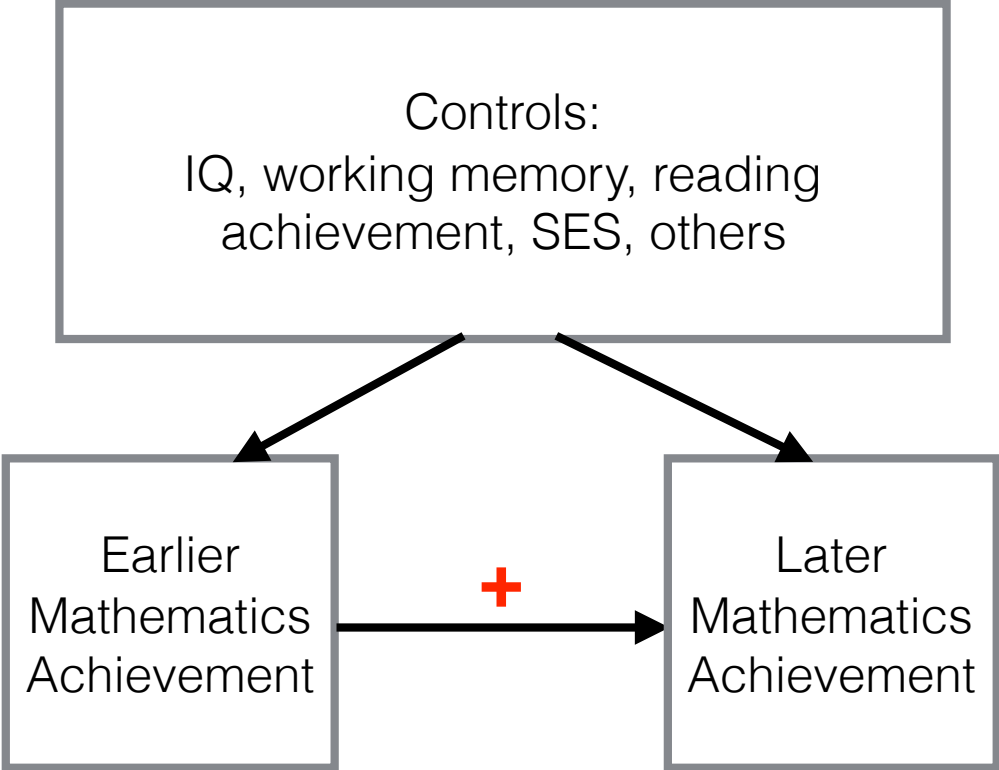 Controls:
IQ, working memory, reading
achievement, SES, others
+
Earlier
Mathematics
Achievement
Later
Mathematics
Achievement